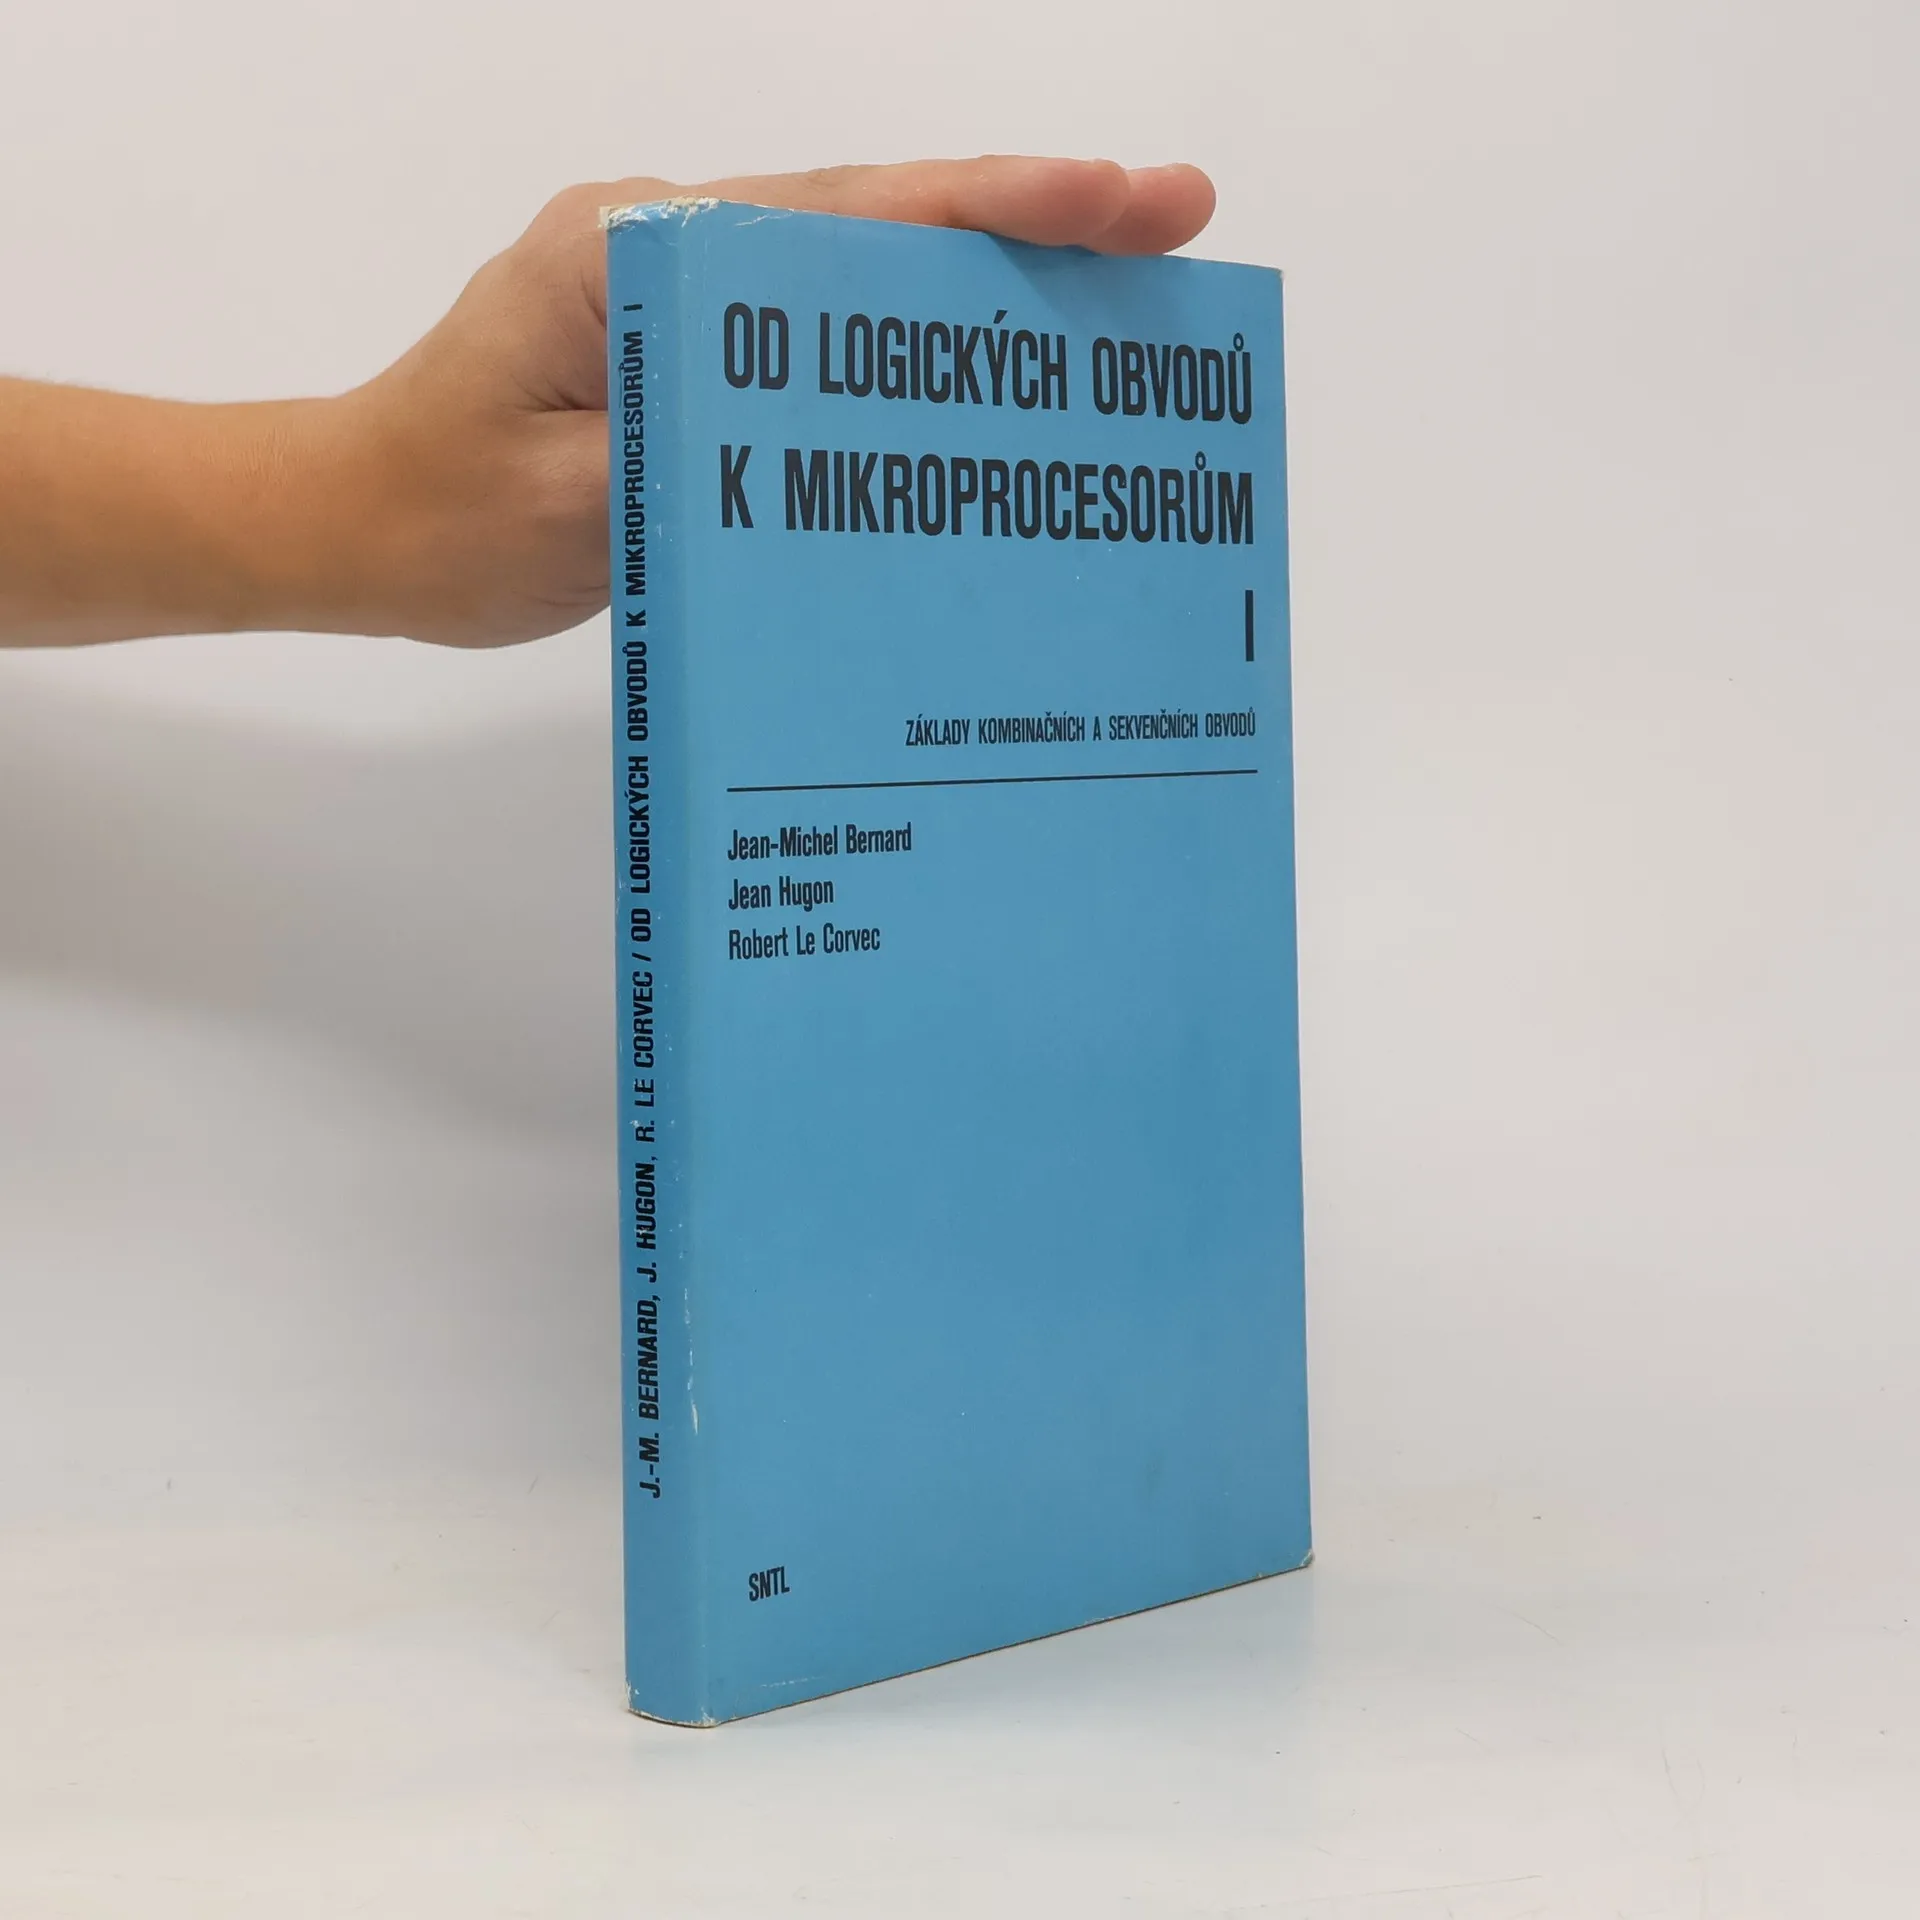 J.-M. BERNARD, J. HUGON, R. LE CORVEC / OD LOGICKÝCH OBVODŮ K MIKROPROCESORŮM I
OD LOGICKÝCH OBVODŮ
K MIKROPROCESORŮM
I
ZÁKLADY KOMBINAČNÍCH A SEKVENČNÍCH OBVODŮ
Jean-Michel Bernard
Jean Hugon
Robert Le Corvec
SNTL